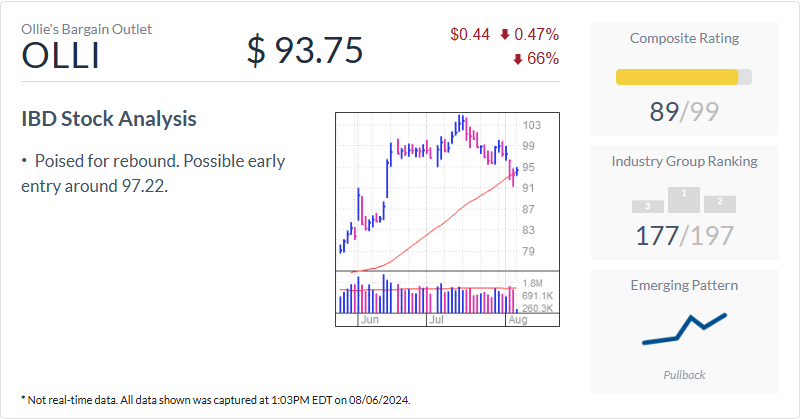 Ollie's Bargain Outlet
OLLI
$ 93.75
$0.44 0.47%
66%
IBD Stock Analysis
• Poised for rebound. Possible early
entry around 97.22.
103
99
95
91
87
83
79
1.8M
691.1K
260.3K
Jun Jul Aug
Composite Rating
89/99
Industry Group Ranking
3 1 2
177/197
Emerging Pattern
Pullback
* Not real-time data. All data shown was captured at 1:03PM EDT on 08/06/2024.